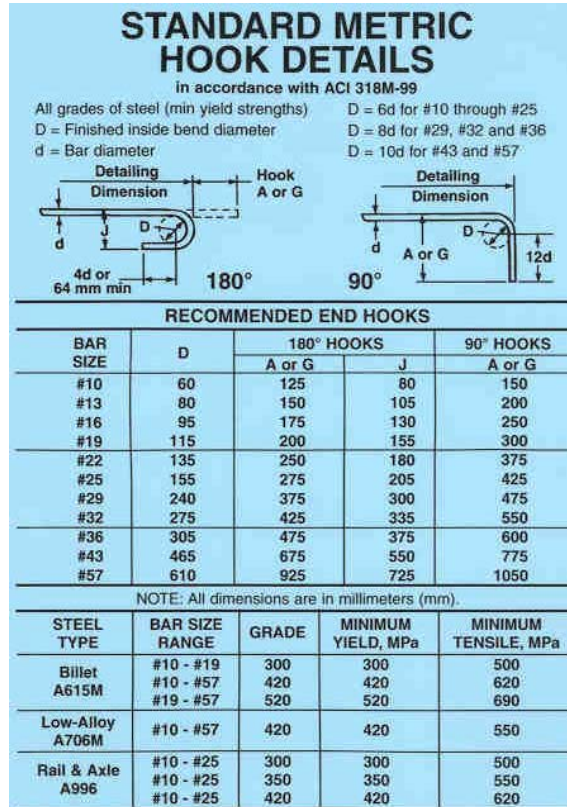 STANDARD METRIC
HOOK DETAILS
in accordance with ACI 318M-99
All grades of steel (min yield strengths)
D = Finished inside bend diameter
d = Bar diameter
D = 6d for #10 through #25
D = 8d for #29, #32 and #36
D = 10d for #43 and #57
Detailing
Dimension
Hook
A or G
D
d
J
4d or
64 mm min
180°
Detailing
Dimension
D
d
A or G
12d
90°
RECOMMENDED END HOOKS
BAR SIZE D 180° HOOKS 90° HOOKS
A or G J A or G
#10 60 125 80 150
#13 80 150 105 200
#16 95 175 130 250
#19 115 200 155 300
#22 135 250 180 375
#25 155 275 205 425
#29 240 375 300 475
#32 275 425 335 550
#36 305 475 375 600
#43 465 675 550 775
#57 610 925 725 1050
NOTE: All dimensions are in millimeters (mm).
STEEL TYPE BAR SIZE RANGE GRADE MINIMUM YIELD, MPa MINIMUM TENSILE, MPa
Billet A615M
#10 - #19 300 300 500
#10 - #57 420 420 620
#19 - #57 520 520 690
Low-Alloy A706M
#10 - #57 420 420 550
Rail & Axle A996
#10 - #25 300 300 500
#10 - #25 350 350 550
#10 - #25 420 420 620